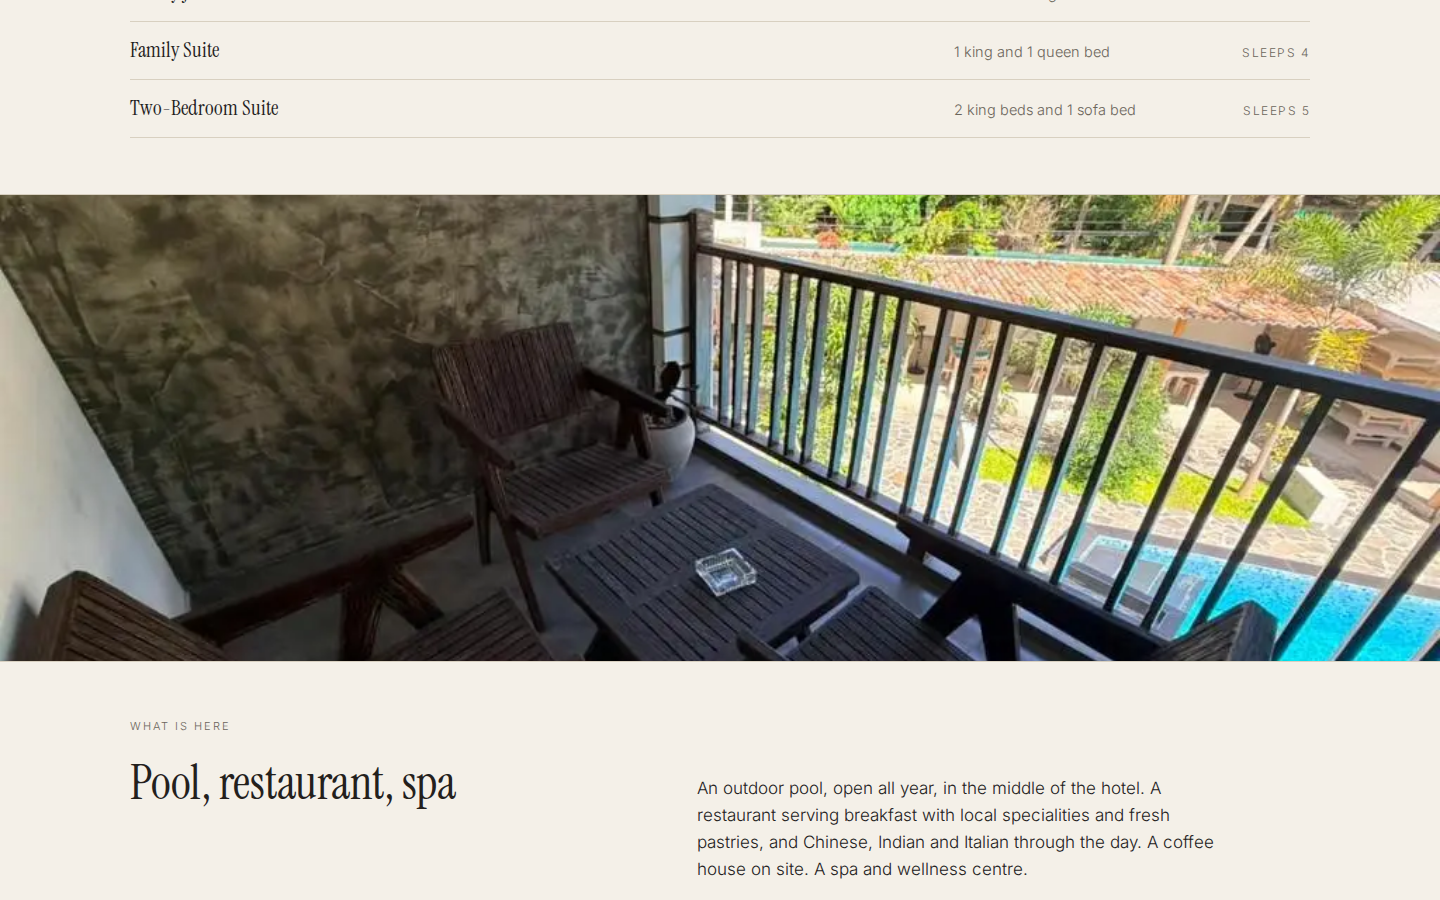 Family Suite
1 king and 1 queen bed
SLEEPS 4
Two-Bedroom Suite
2 king beds and 1 sofa bed
SLEEPS 5
WHAT IS HERE
Pool, restaurant, spa
An outdoor pool, open all year, in the middle of the hotel. A
restaurant serving breakfast with local specialities and fresh
pastries, and Chinese, Indian and Italian through the day. A coffee
house on site. A spa and wellness centre.